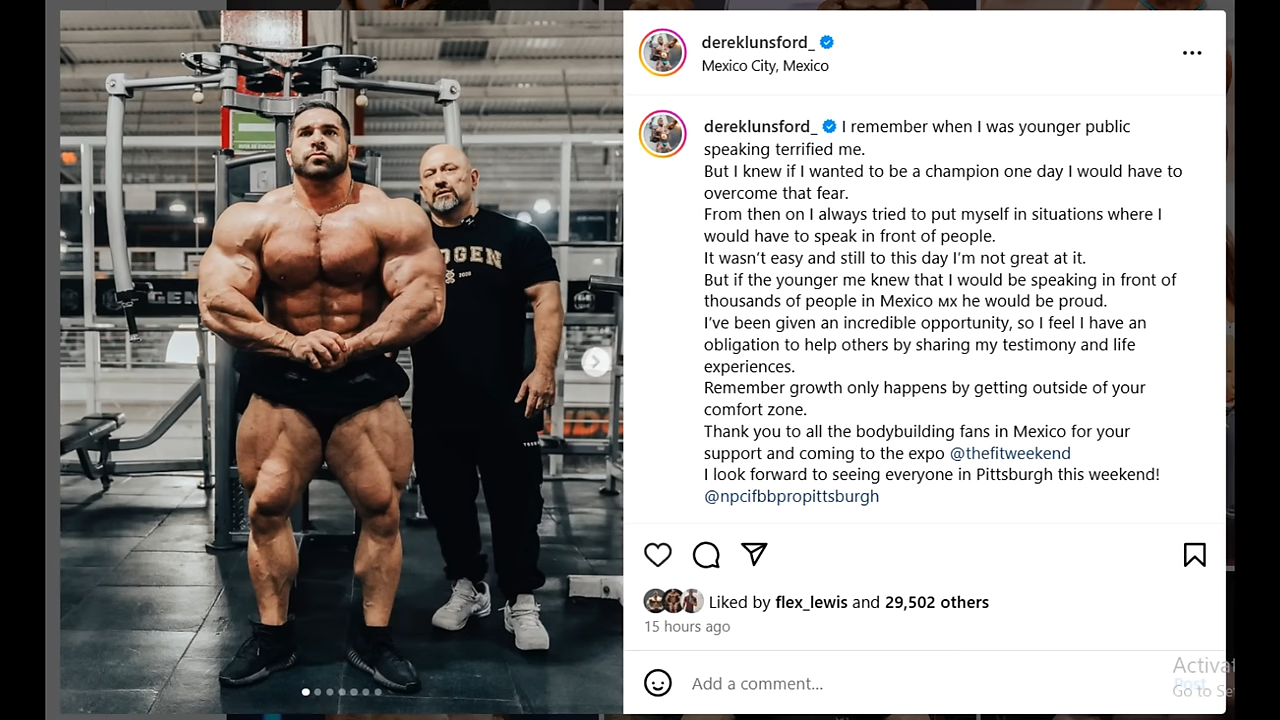 dereklunsford_
Mexico City, Mexico
dereklunsford_ I remember when I was younger public
speaking terrified me.
But I knew if I wanted to be a champion one day I would have to
overcome that fear.
From then on I always tried to put myself in situations where I
would have to speak in front of people.
It wasn’t easy and still to this day I’m not great at it.
But if the younger me knew that I would be speaking in front of
thousands of people in Mexico MX he would be proud.
I’ve been given an incredible opportunity, so I feel I have an
obligation to help others by sharing my testimony and life
experiences.
Remember growth only happens by getting outside of your
comfort zone.
Thank you to all the bodybuilding fans in Mexico for your
support and coming to the expo @thefitweekend
I look forward to seeing everyone in Pittsburgh this weekend!
@npcifbbpropittsburgh
Liked by flex_lewis and 29,502 others
15 hours ago
Add a comment...
Post
Activat
Go to Se
OGEN
GEN